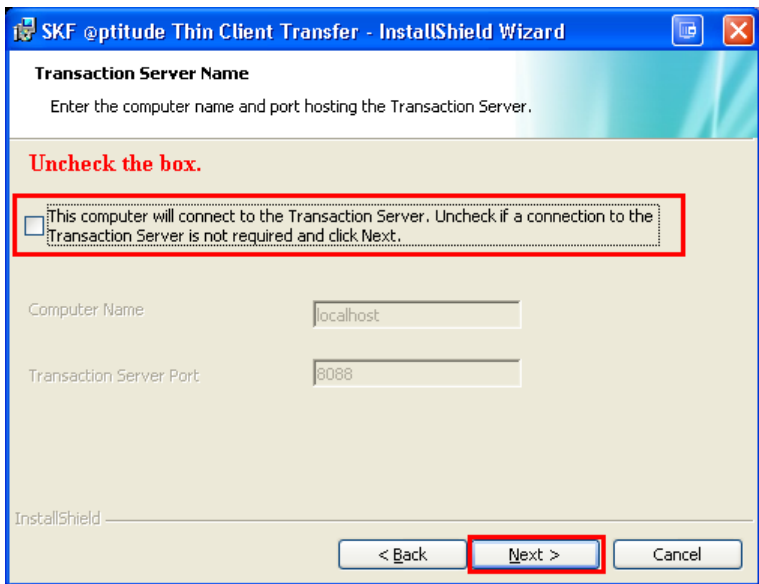 SKF @ptitude Thin Client Transfer - InstallShield Wizard
Transaction Server Name
Enter the computer name and port hosting the Transaction Server.
Uncheck the box.
This computer will connect to the Transaction Server. Uncheck if a connection to the
Transaction Server is not required and click Next.
Computer Name
localhost
Transaction Server Port
8088
InstallShield
< Back Next > Cancel